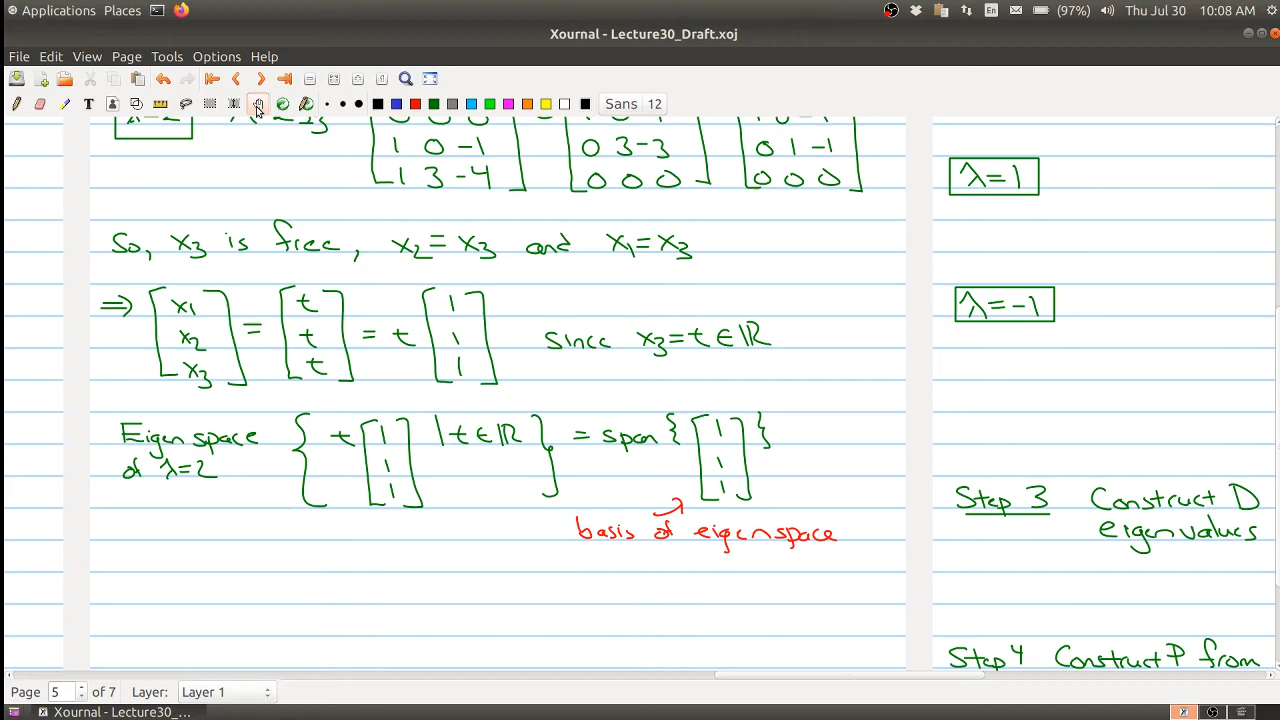 Applications Places En (97%) Thu Jul 30 10:08 AM
Xournal - Lecture30_Draft.xoj
File Edit View Page Tools Options Help
T Sans 12
1 0 -1
0 3 -3
0 1 -1
1 3 -4
0 0 0
0 0 0
So, x3 is free, x2 = x3 and x1 = x3
⇒ [x1 x2 x3] = [t t t] = t [1 1 1] since x3 = t ∈ ℝ
Eigenspace of λ=2 { t [1 1 1] | t ∈ ℝ } = span { [1 1 1] }
basis of eigenspace
λ = 1
λ = -1
Step 3 Construct D
eigenvalues
Step 4 Construct P from
Page 5 of 7 Layer: Layer 1
Xournal - Lecture30_...